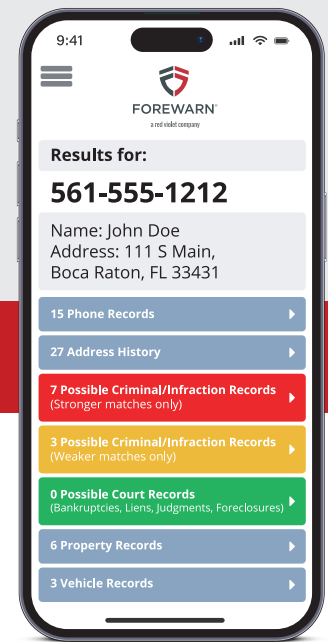 9:41
FOREWARN®
a red violet company
Results for:
561-555-1212
Name: John Doe
Address: 111 S Main,
Boca Raton, FL 33431
15 Phone Records
27 Address History
7 Possible Criminal/Infraction Records
(Stronger matches only)
3 Possible Criminal/Infraction Records
(Weaker matches only)
0 Possible Court Records
(Bankruptcies, Liens, Judgments, Foreclosures)
6 Property Records
3 Vehicle Records